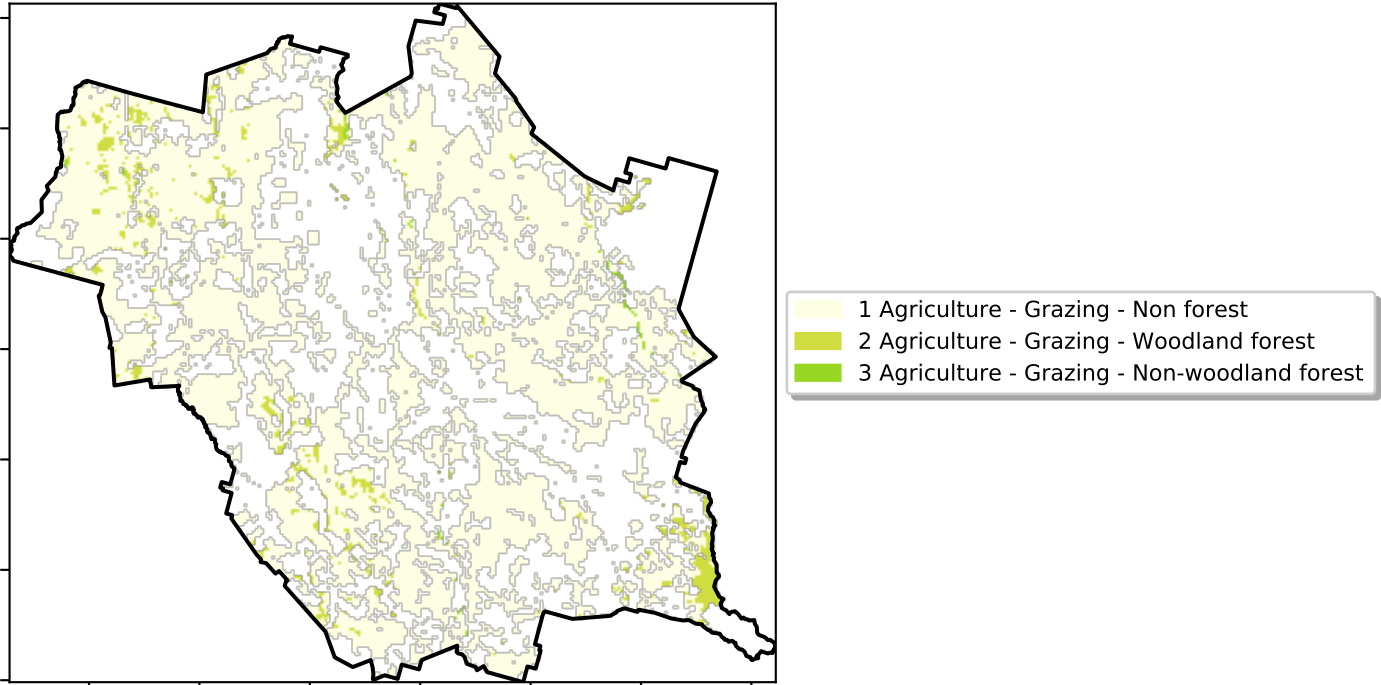 1 Agriculture - Grazing - Non forest
2 Agriculture - Grazing - Woodland forest
3 Agriculture - Grazing - Non-woodland forest